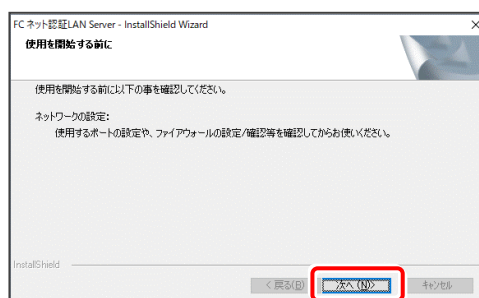 FC ネット認証LAN Server - InstallShield Wizard
使用を開始する前に
使用を開始する前に以下の事を確認してください。
ネットワークの設定:
使用するポートの設定や、ファイアウォールの設定/確認等を確認してからお使いください。
InstallShield
< 戻る(B) 次へ(N)> キャンセル